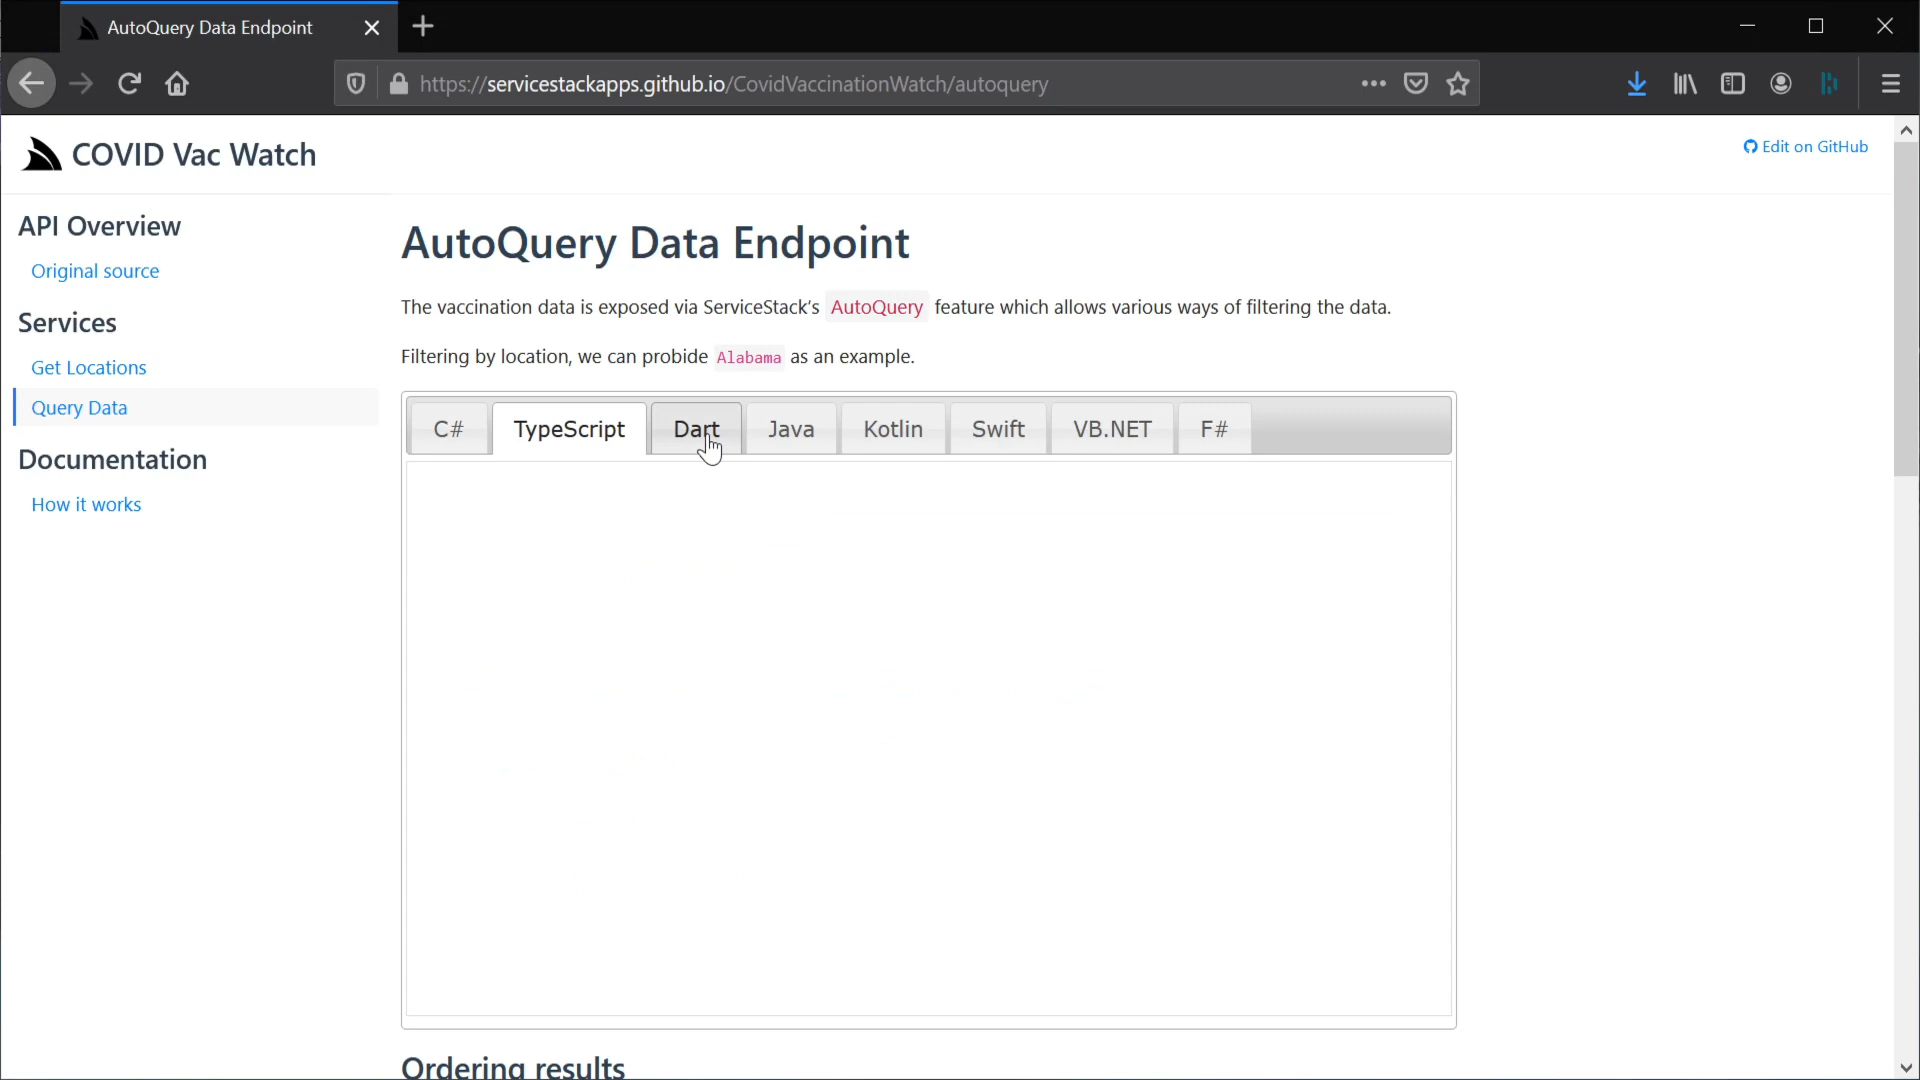 AutoQuery Data Endpoint
https://servicestackapps.github.io/CovidVaccinationWatch/autoquery
COVID Vac Watch
Edit on GitHub
API Overview
Original source
Services
Get Locations
Query Data
Documentation
How it works
AutoQuery Data Endpoint
The vaccination data is exposed via ServiceStack's AutoQuery feature which allows various ways of filtering the data.
Filtering by location, we can probide Alabama as an example.
C# TypeScript Dart Java Kotlin Swift VB.NET F#
Ordering results